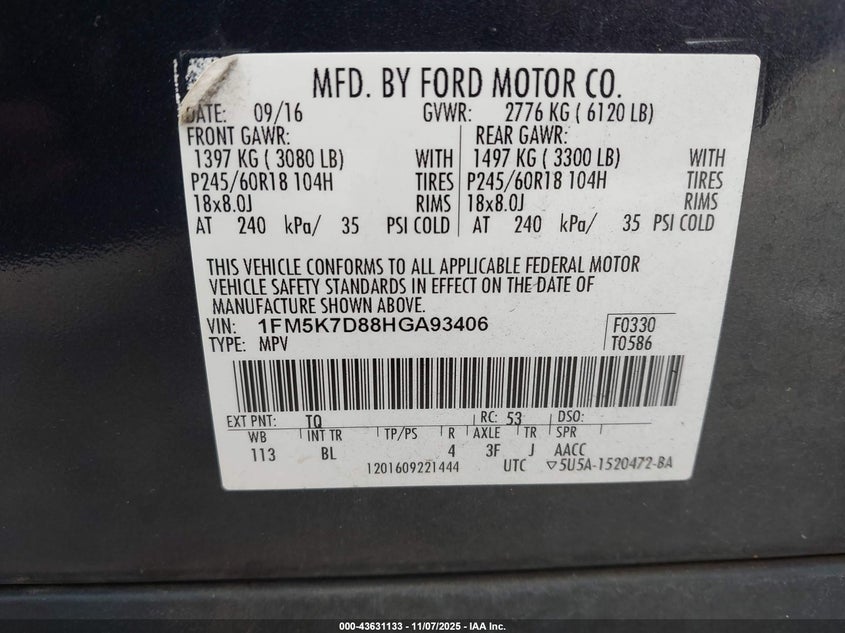 MFD. BY FORD MOTOR CO.
DATE: 09/16 GVWR: 2776 KG ( 6120 LB)
FRONT GAWR: REAR GAWR:
1397 KG ( 3080 LB) WITH 1497 KG ( 3300 LB) WITH
P245/60R18 104H TIRES P245/60R18 104H TIRES
18x8.0J RIMS 18x8.0J RIMS
AT 240 kPa/ 35 PSI COLD AT 240 kPa/ 35 PSI COLD
THIS VEHICLE CONFORMS TO ALL APPLICABLE FEDERAL MOTOR
VEHICLE SAFETY STANDARDS IN EFFECT ON THE DATE OF
MANUFACTURE SHOWN ABOVE.
VIN: 1FM5K7D88HGA93406 F0330
TYPE: MPV T0586
EXT PNT: TQ RC: 53 DSO:
WB INT TR TP/PS R AXLE TR SPR
113 BL 4 3F J AACC
1201609221444 UTC ▽5U5A-1520472-BA
000-43631133 - 11/07/2025 - IAA Inc.